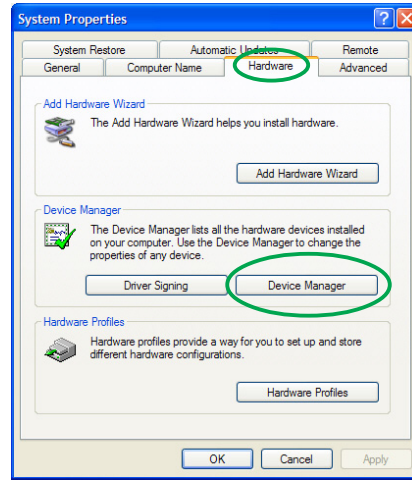 System Properties
System Restore Automatic Updates Remote
General Computer Name Hardware Advanced
Add Hardware Wizard
The Add Hardware Wizard helps you install hardware.
Add Hardware Wizard
Device Manager
The Device Manager lists all the hardware devices installed
on your computer. Use the Device Manager to change the
properties of any device.
Driver Signing Device Manager
Hardware Profiles
Hardware profiles provide a way for you to set up and store
different hardware configurations.
Hardware Profiles
OK Cancel Apply